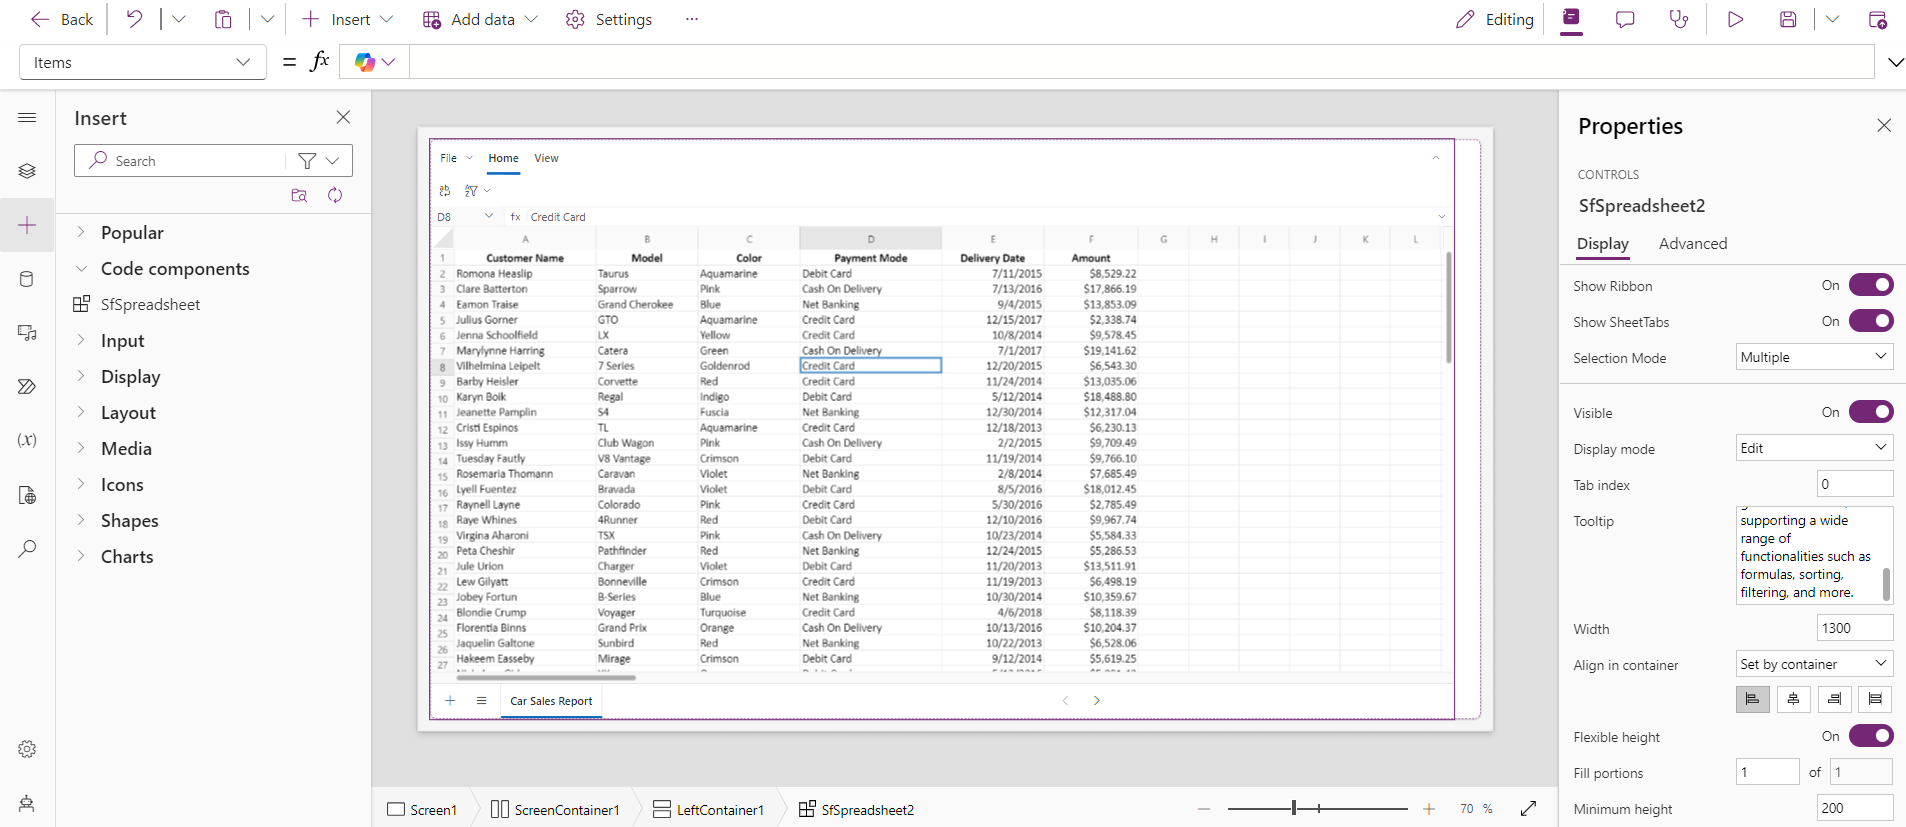 Back
Insert
Add data
Settings
...
Editing
Items
= fx
Insert
Search
Popular
Code components
SfSpreadsheet
Input
Display
Layout
Media
Icons
Shapes
Charts
(x)
File Home View
D8 fx Credit Card
A B C D E F G H I J K L
1 Customer Name Model Color Payment Mode Delivery Date Amount
2 Romona Heaslip Taurus Aquamarine Debit Card 7/11/2015 $8,529.22
3 Clare Batterton Sparrow Pink Cash On Delivery 7/13/2016 $17,866.19
4 Eamon Traise Grand Cherokee Blue Net Banking 9/4/2015 $13,853.09
5 Julius Gorner GTO Aquamarine Credit Card 12/15/2017 $2,338.74
6 Jenna Schoolfield LX Yellow Credit Card 10/8/2014 $9,578.45
7 Marylynne Harring Catera Green Cash On Delivery 7/1/2017 $19,141.62
8 Vilhelmina Leipelt 7 Series Goldenrod Credit Card 12/20/2015 $6,543.30
9 Barby Heisler Corvette Red Credit Card 11/24/2014 $13,035.06
10 Karyn Boik Regal Indigo Debit Card 5/12/2014 $18,488.80
11 Jeanette Pamplin S4 Fuscia Net Banking 12/30/2014 $12,317.04
12 Cristi Espinos TL Aquamarine Credit Card 12/18/2013 $6,230.13
13 Issy Humm Club Wagon Pink Cash On Delivery 2/2/2015 $9,709.49
14 Tuesday Fautly V8 Vantage Crimson Debit Card 11/19/2014 $9,766.10
15 Rosemaria Thomann Caravan Violet Net Banking 2/8/2014 $7,685.49
16 Lyell Fuentez Bravada Violet Debit Card 8/5/2016 $18,012.45
17 Raynell Layne Colorado Pink Credit Card 5/30/2016 $2,785.49
18 Raye Whines 4Runner Red Debit Card 12/10/2016 $9,967.74
19 Virgina Aharoni TSX Pink Cash On Delivery 10/23/2014 $5,584.33
20 Peta Cheshir Pathfinder Red Net Banking 12/24/2015 $5,286.53
21 Jule Urion Charger Violet Debit Card 11/20/2013 $13,511.91
22 Lew Gilyatt Bonneville Crimson Credit Card 11/19/2013 $6,498.19
23 Jobey Fortun B-Series Blue Net Banking 10/30/2014 $10,359.67
24 Blondie Crump Voyager Turquoise Credit Card 4/6/2018 $8,118.39
25 Florentia Binns Grand Prix Orange Cash On Delivery 10/13/2016 $10,204.37
26 Jaquelin Galtone Sunbird Red Net Banking 10/22/2013 $6,528.06
27 Hakeem Easseby Mirage Crimson Debit Card 9/12/2014 $5,619.25
Car Sales Report
Screen1 ScreenContainer1 LeftContainer1 SfSpreadsheet2
70 %
Properties
CONTROLS
SfSpreadsheet2
Display Advanced
Show Ribbon On
Show SheetTabs On
Selection Mode Multiple
Visible On
Display mode Edit
Tab index 0
Tooltip
supporting a wide
range of
functionalities such as
formulas, sorting,
filtering, and more.
Width 1300
Align in container Set by container
Flexible height On
Fill portions 1 of 1
Minimum height 200